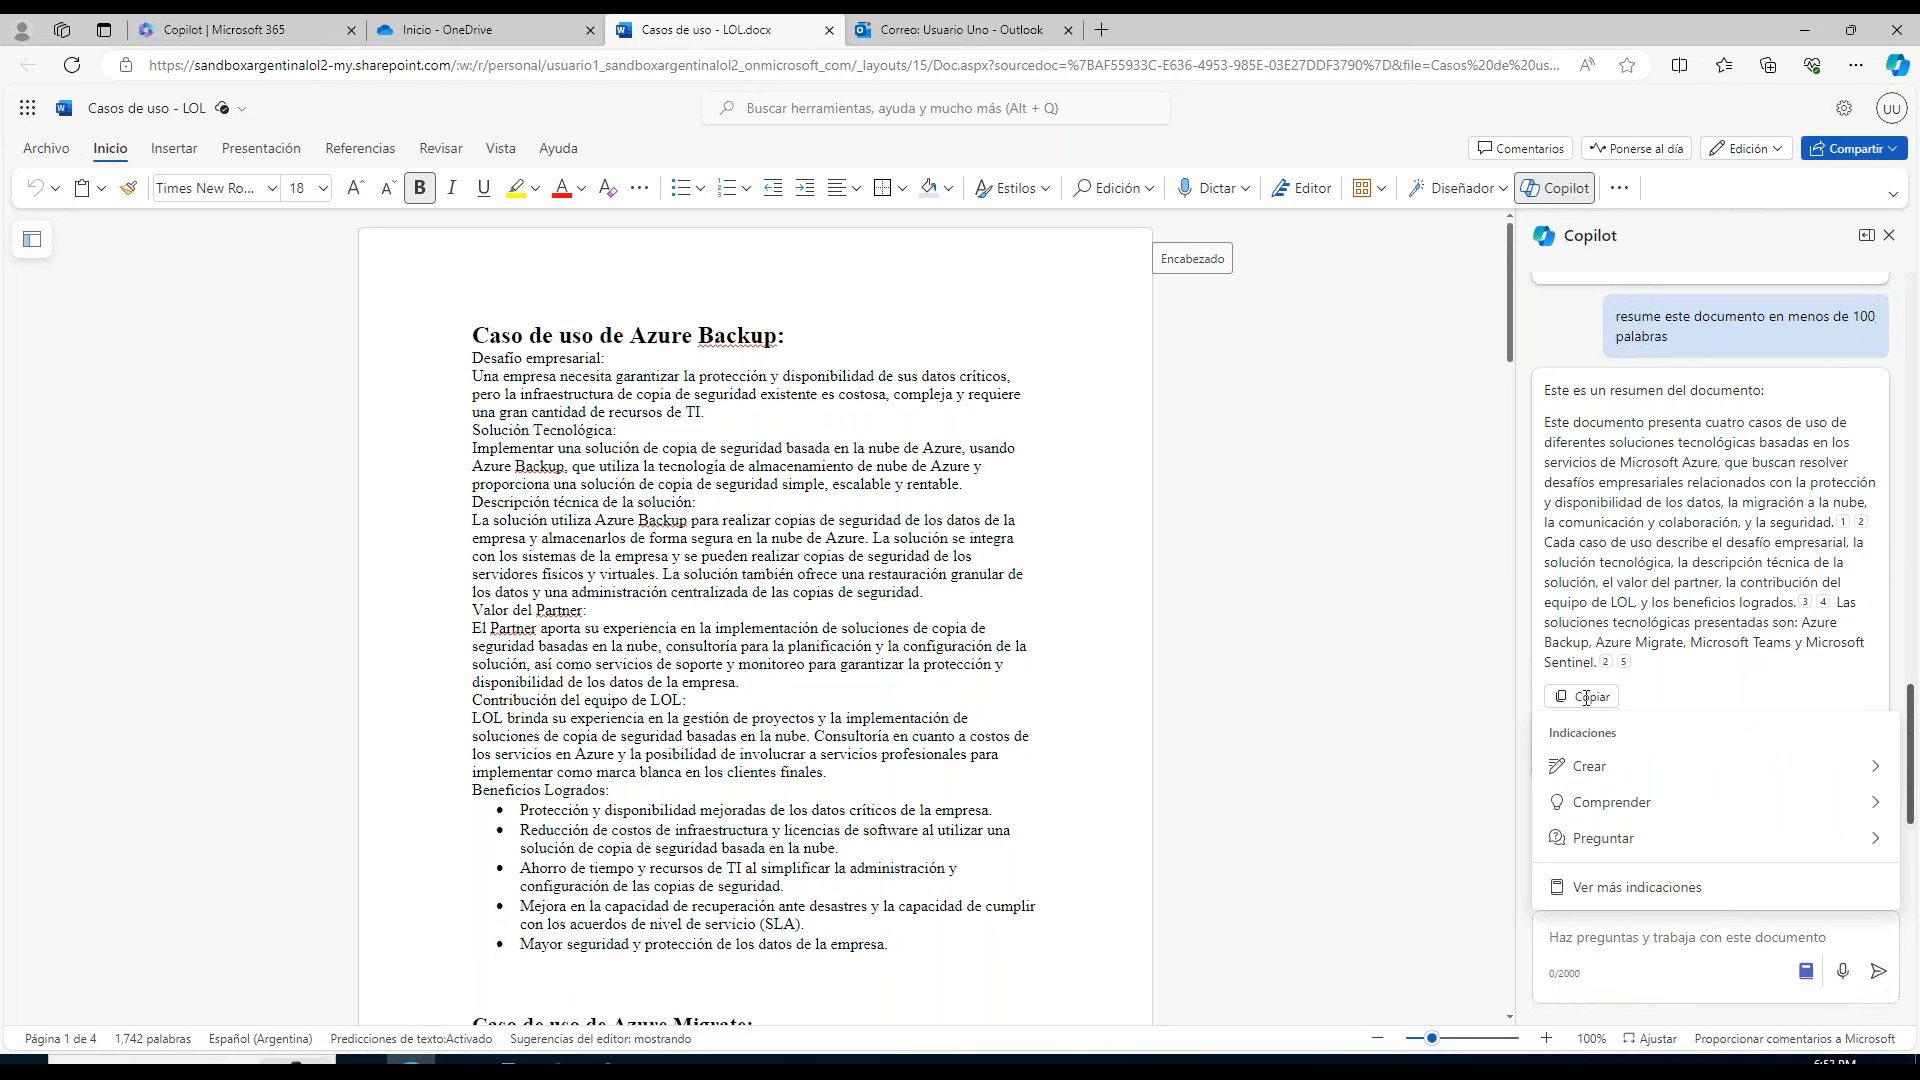 Copilot | Microsoft 365
Inicio - OneDrive
Casos de uso - LOL.docx
Correo: Usuario Uno - Outlook
https://sandboxargentinalol2-my.sharepoint.com/:w:/r/personal/usuario1_sandboxargentinalol2_onmicrosoft_com/_layouts/15/Doc.aspx?sourcedoc=%7BAF55933C-E636-4953-985E-03E27DDF3790%7D&file=Casos%20de%20us...
Casos de uso - LOL
Buscar herramientas, ayuda y mucho más (Alt + Q)
UU
Archivo Inicio Insertar Presentación Referencias Revisar Vista Ayuda
Comentarios Ponerse al día Edición Compartir
Times New Ro... 18 Estilos Edición Dictar Editor Diseñador Copilot
Encabezado
Caso de uso de Azure Backup:
Desafío empresarial:
Una empresa necesita garantizar la protección y disponibilidad de sus datos críticos,
pero la infraestructura de copia de seguridad existente es costosa, compleja y requiere
una gran cantidad de recursos de TI.
Solución Tecnológica:
Implementar una solución de copia de seguridad basada en la nube de Azure, usando
Azure Backup, que utiliza la tecnología de almacenamiento de nube de Azure y
proporciona una solución de copia de seguridad simple, escalable y rentable.
Descripción técnica de la solución:
La solución utiliza Azure Backup para realizar copias de seguridad de los datos de la
empresa y almacenarlos de forma segura en la nube de Azure. La solución se integra
con los sistemas de la empresa y se pueden realizar copias de seguridad de los
servidores físicos y virtuales. La solución también ofrece una restauración granular de
los datos y una administración centralizada de las copias de seguridad.
Valor del Partner:
El Partner aporta su experiencia en la implementación de soluciones de copia de
seguridad basadas en la nube, consultoría para la planificación y la configuración de la
solución, así como servicios de soporte y monitoreo para garantizar la protección y
disponibilidad de los datos de la empresa.
Contribución del equipo de LOL:
LOL brinda su experiencia en la gestión de proyectos y la implementación de
soluciones de copia de seguridad basadas en la nube. Consultoría en cuanto a costos de
los servicios en Azure y la posibilidad de involucrar a servicios profesionales para
implementar como marca blanca en los clientes finales.
Beneficios Logrados:
• Protección y disponibilidad mejoradas de los datos críticos de la empresa.
• Reducción de costos de infraestructura y licencias de software al utilizar una
solución de copia de seguridad basada en la nube.
• Ahorro de tiempo y recursos de TI al simplificar la administración y
configuración de las copias de seguridad.
• Mejora en la capacidad de recuperación ante desastres y la capacidad de cumplir
con los acuerdos de nivel de servicio (SLA).
• Mayor seguridad y protección de los datos de la empresa.
Caso de uso de Azure Migrate:
Copilot
resume este documento en menos de 100
palabras
Este es un resumen del documento:
Este documento presenta cuatro casos de uso de
diferentes soluciones tecnológicas basadas en los
servicios de Microsoft Azure, que buscan resolver
desafíos empresariales relacionados con la protección
y disponibilidad de los datos, la migración a la nube,
la comunicación y colaboración, y la seguridad. 1 2
Cada caso de uso describe el desafío empresarial, la
solución tecnológica, la descripción técnica de la
solución, el valor del partner, la contribución del
equipo de LOL, y los beneficios logrados. 3 4 Las
soluciones tecnológicas presentadas son: Azure
Backup, Azure Migrate, Microsoft Teams y Microsoft
Sentinel. 2 5
Copiar
Indicaciones
Crear
Comprender
Preguntar
Ver más indicaciones
Haz preguntas y trabaja con este documento
0/2000
Página 1 de 4 1,742 palabras Español (Argentina) Predicciones de texto:Activado Sugerencias del editor: mostrando
100% Ajustar Proporcionar comentarios a Microsoft